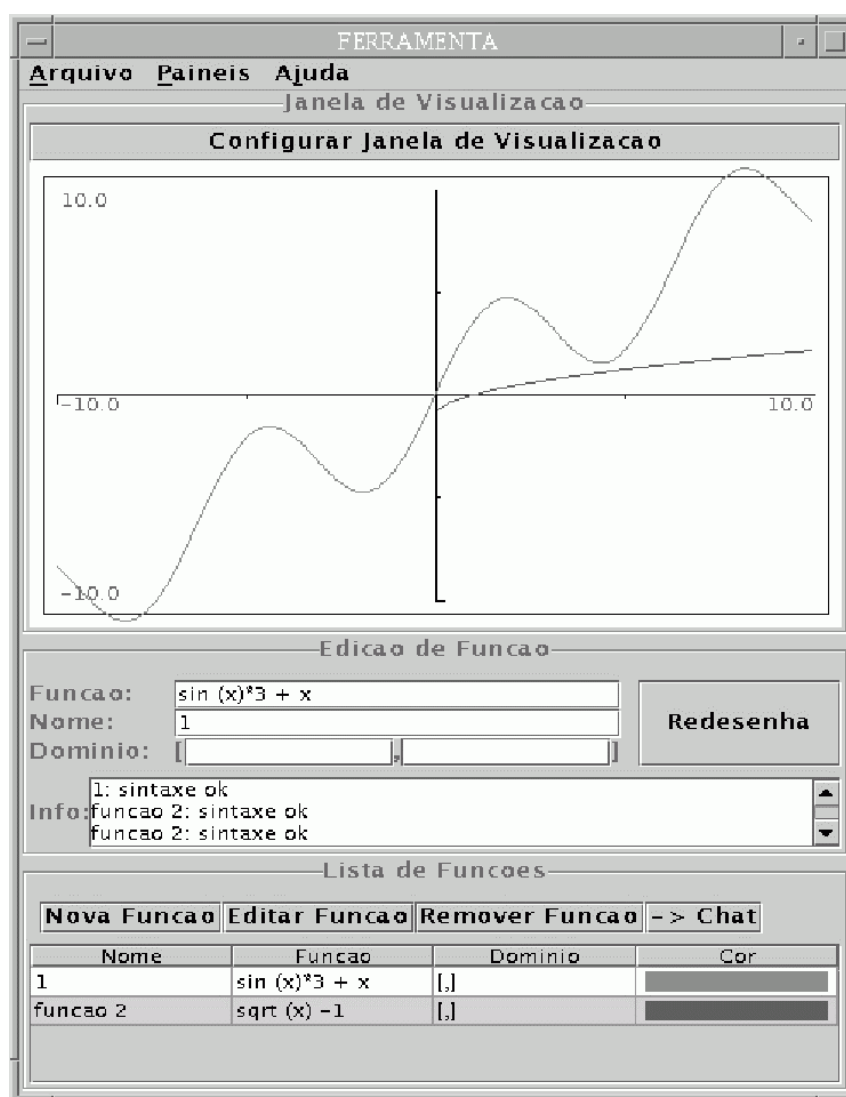 FERRAMENTA
Arquivo Paineis Ajuda
Janela de Visualizacao
Configurar Janela de Visualizacao
10.0
-10.0 10.0
-10.0
Edicao de Funcao
Funcao: sin (x)*3 + x
Nome: 1 Redesenha
Dominio: [ , ]
1: sintaxe ok
Info: funcao 2: sintaxe ok
funcao 2: sintaxe ok
Lista de Funcoes
Nova Funcao Editar Funcao Remover Funcao -> Chat
Nome Funcao Dominio Cor
1 sin (x)*3 + x [,]
funcao 2 sqrt (x) -1 [,]